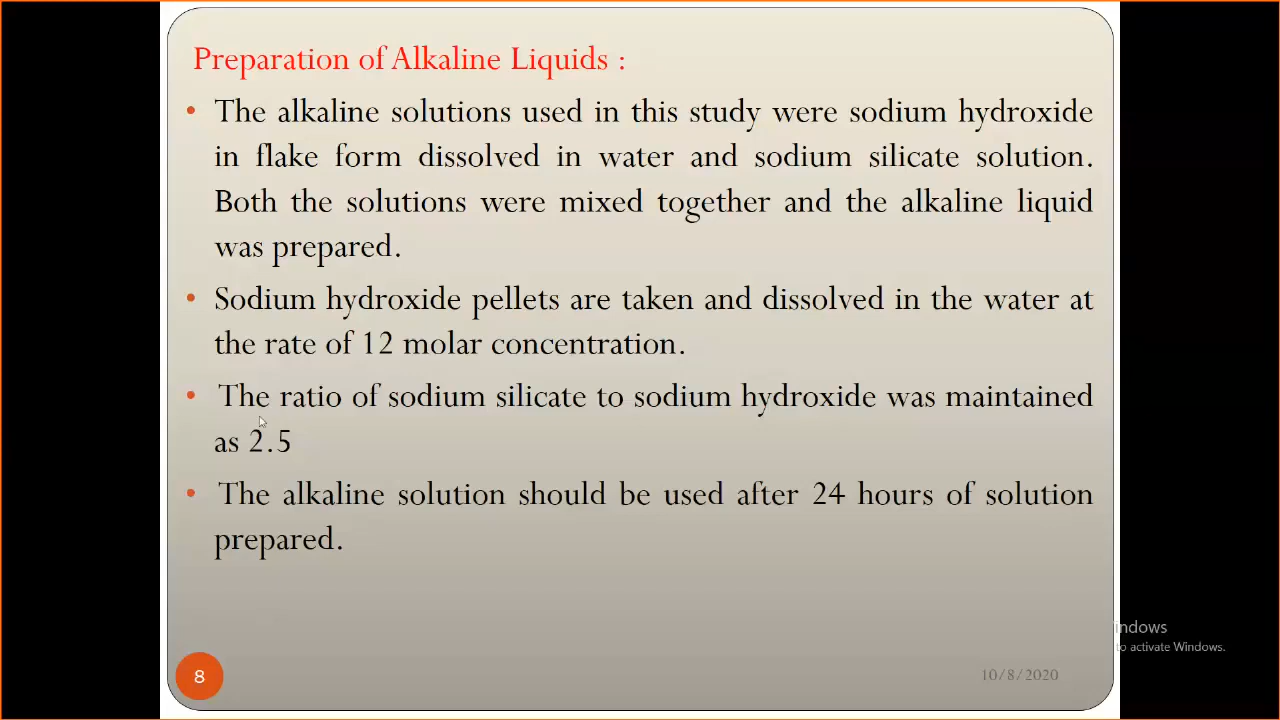 Preparation of Alkaline Liquids :
• The alkaline solutions used in this study were sodium hydroxide
in flake form dissolved in water and sodium silicate solution.
Both the solutions were mixed together and the alkaline liquid
was prepared.
• Sodium hydroxide pellets are taken and dissolved in the water at
the rate of 12 molar concentration.
• The ratio of sodium silicate to sodium hydroxide was maintained
as 2.5
• The alkaline solution should be used after 24 hours of solution
prepared.
indows
to activate Windows.
8
10/8/2020